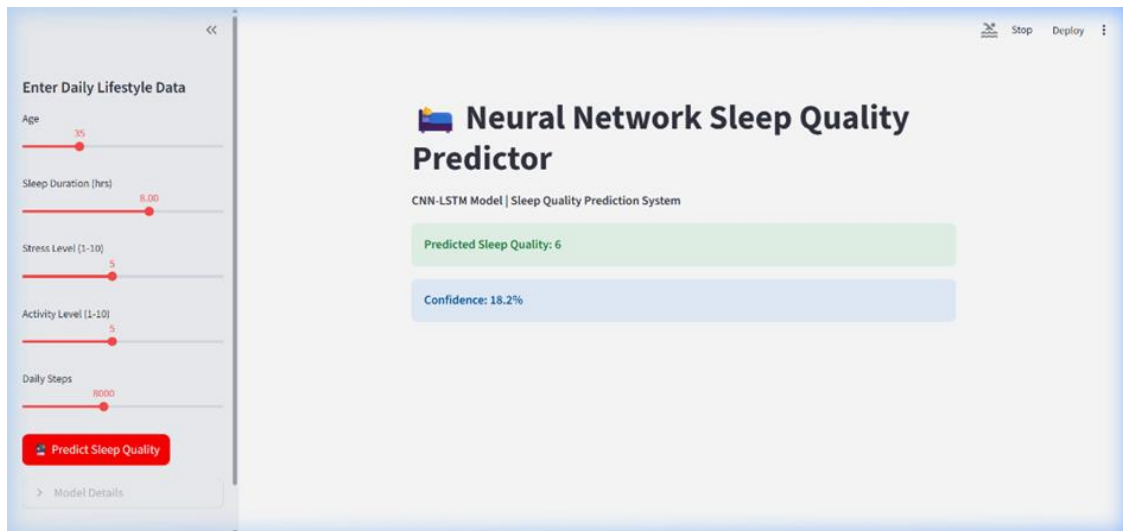 Stop Deploy
Enter Daily Lifestyle Data
Age
35
Sleep Duration (hrs)
8.00
Stress Level (1-10)
5
Activity Level (1-10)
5
Daily Steps
8000
Predict Sleep Quality
Model Details
Neural Network Sleep Quality
Predictor
CNN-LSTM Model | Sleep Quality Prediction System
Predicted Sleep Quality: 6
Confidence: 18.2%